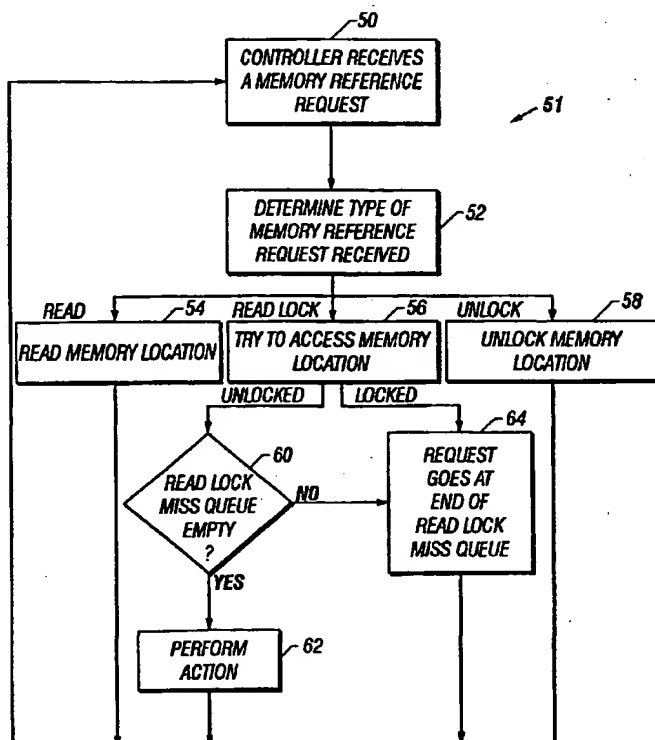 50
CONTROLLER RECEIVES
A MEMORY REFERENCE
REQUEST
51
52
DETERMINE TYPE OF
MEMORY REFERENCE
REQUEST RECEIVED
READ
54
READ LOCK
56
UNLOCK
58
READ MEMORY LOCATION
TRY TO ACCESS MEMORY
LOCATION
UNLOCK MEMORY
LOCATION
UNLOCKED
LOCKED
64
60
READ LOCK
MISS QUEUE
EMPTY
?
NO
REQUEST
GOES AT
END OF
READ LOCK
MISS QUEUE
YES
62
PERFORM
ACTION